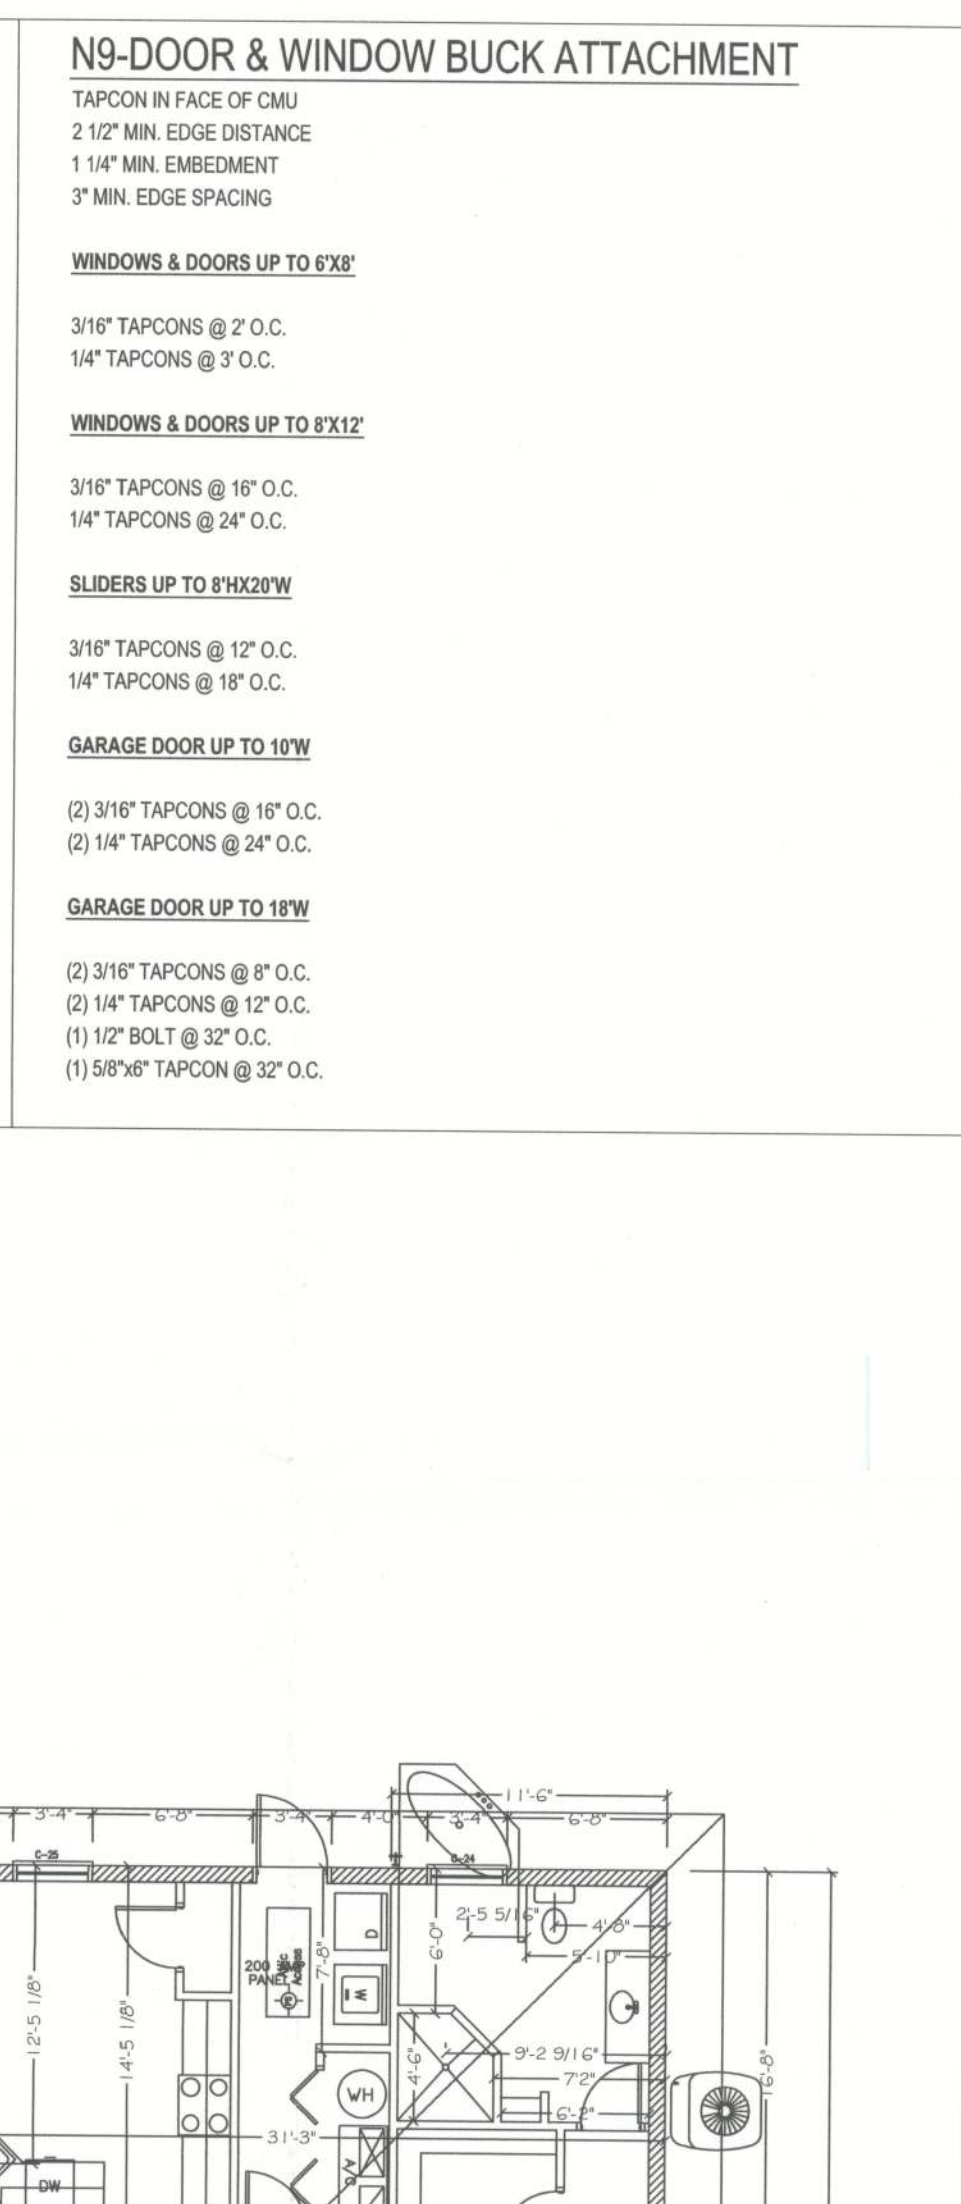 N9-DOOR & WINDOW BUCK ATTACHMENT
TAPCON IN FACE OF CMU
2 1/2" MIN. EDGE DISTANCE
1 1/4" MIN. EMBEDMENT
3" MIN. EDGE SPACING
WINDOWS & DOORS UP TO 6'X8'
3/16" TAPCONS @ 2' O.C.
1/4" TAPCONS @ 3' O.C.
WINDOWS & DOORS UP TO 8'X12'
3/16" TAPCONS @ 16" O.C.
1/4" TAPCONS @ 24" O.C.
SLIDERS UP TO 8'HX20'W
3/16" TAPCONS @ 12" O.C.
1/4" TAPCONS @ 18" O.C.
GARAGE DOOR UP TO 10'W
(2) 3/16" TAPCONS @ 16" O.C.
(2) 1/4" TAPCONS @ 24" O.C.
GARAGE DOOR UP TO 18'W
(2) 3/16" TAPCONS @ 8" O.C.
(2) 1/4" TAPCONS @ 12" O.C.
(1) 1/2" BOLT @ 32" O.C.
(1) 5/8"x6" TAPCON @ 32" O.C.
11'-6"
3'-4"
6'-8"
3'-4"
4'-0"
3'-4"
6'-8"
C-25
C-24
2'-5 5/16"
4'-8"
6'-0"
5'-10"
D
7'-8"
Attic
Access
200
PANEL
W
12'-5 1/8"
14'-5 1/8"
4'-6"
9'-2 9/16"
7'2"
6'-2"
16'-8"
WH
31'-3"
A/C
DW